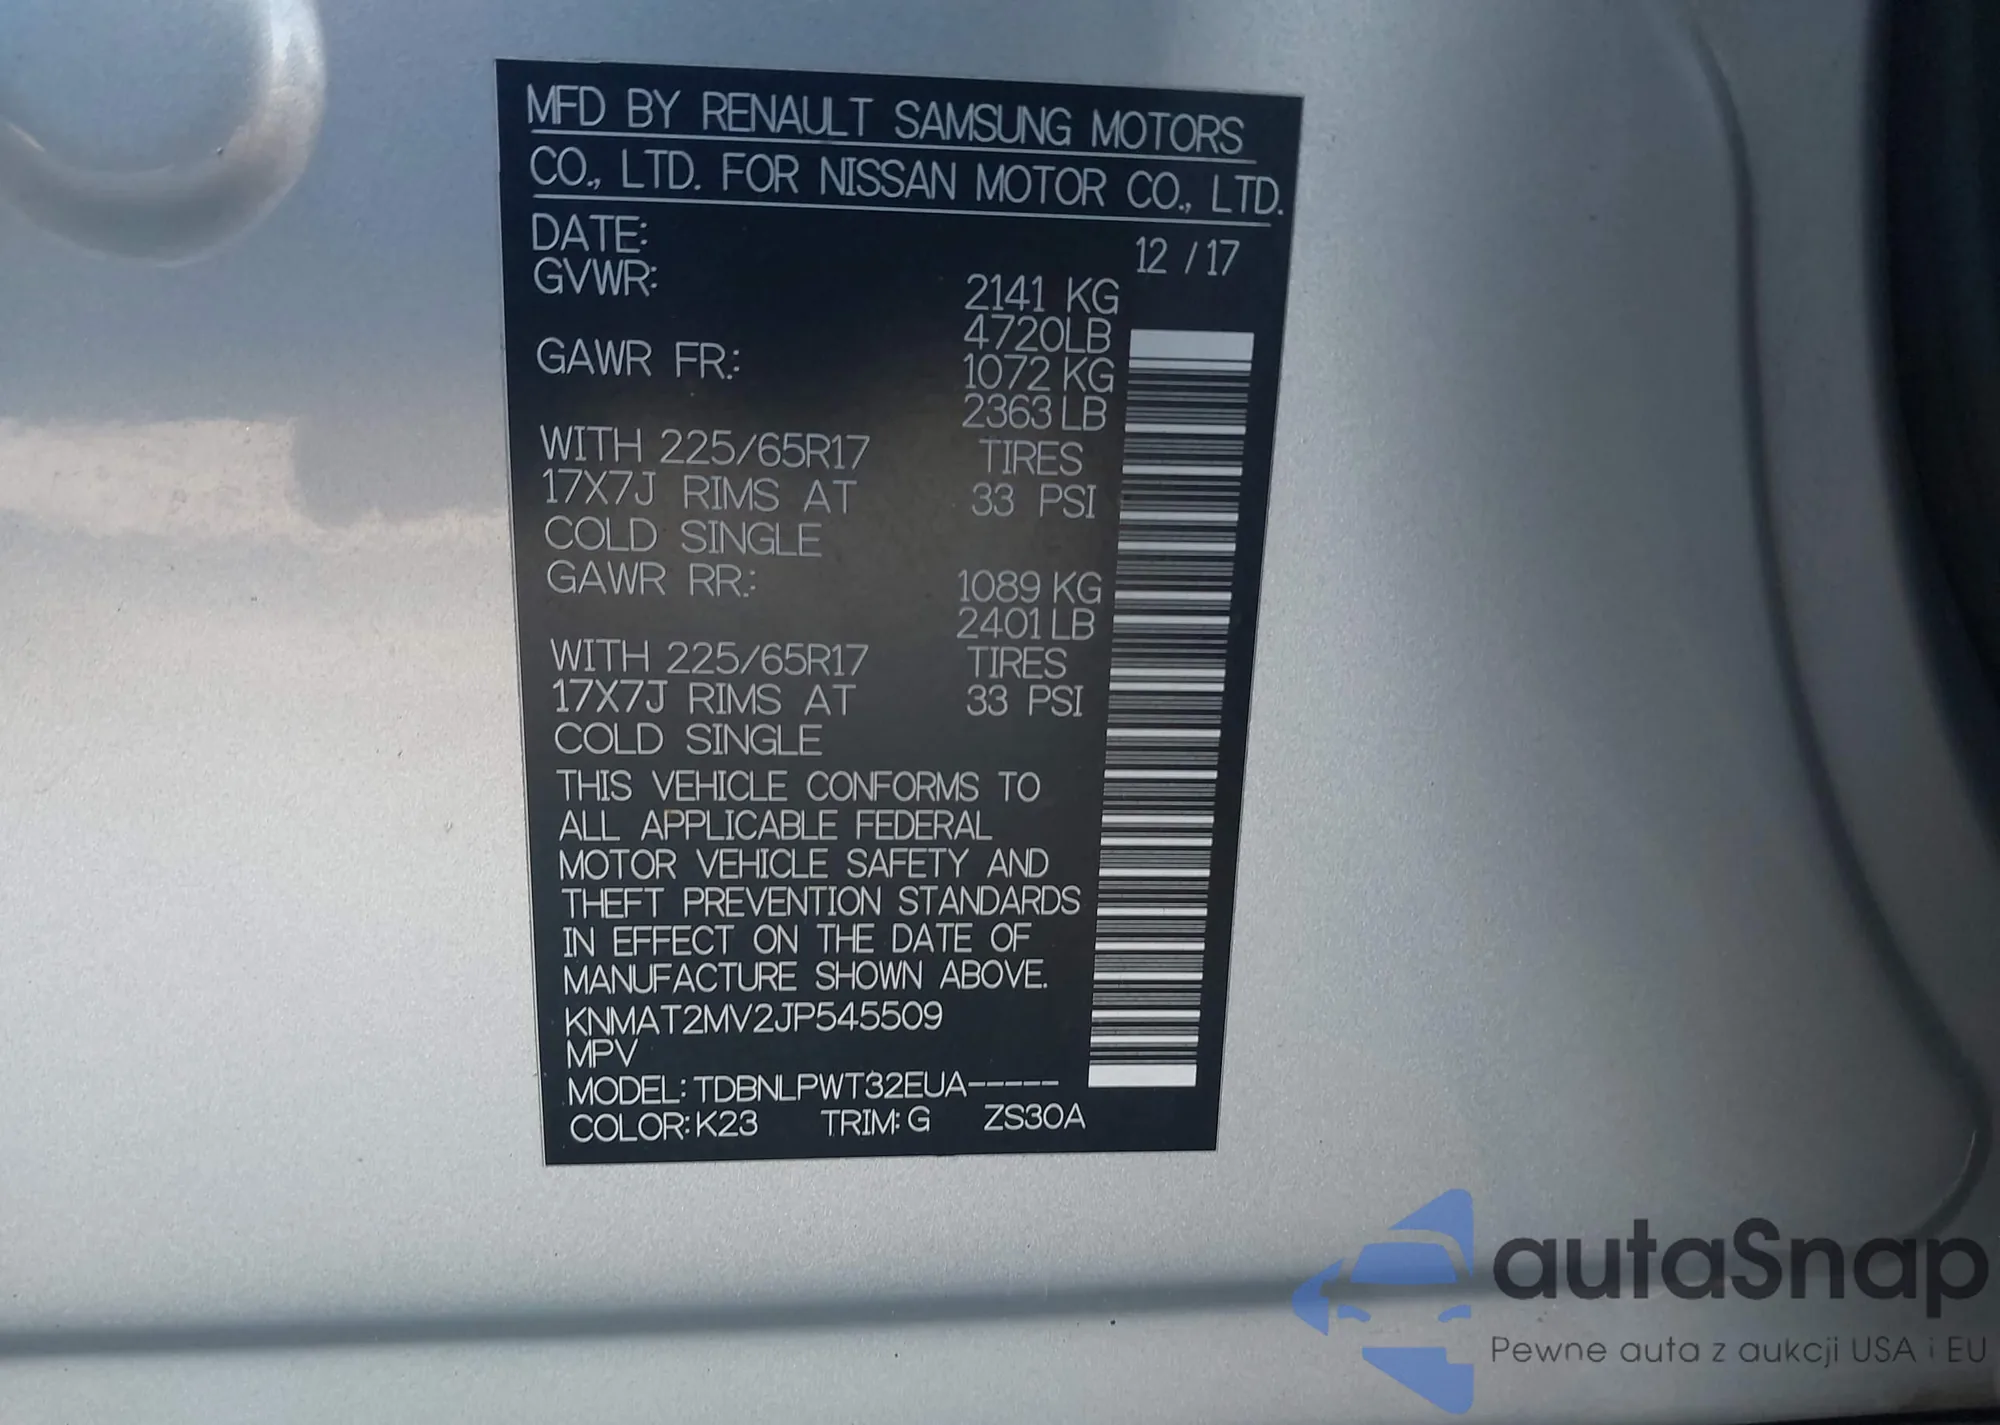 MFD BY RENAULT SAMSUNG MOTORS
CO., LTD. FOR NISSAN MOTOR CO., LTD.
DATE: 12 / 17
GVWR: 2141 KG
4720LB
GAWR FR.: 1072 KG
2363 LB
WITH 225/65R17 TIRES
17X7J RIMS AT 33 PSI
COLD SINGLE
GAWR RR.: 1089 KG
2401 LB
WITH 225/65R17 TIRES
17X7J RIMS AT 33 PSI
COLD SINGLE
THIS VEHICLE CONFORMS TO
ALL APPLICABLE FEDERAL
MOTOR VEHICLE SAFETY AND
THEFT PREVENTION STANDARDS
IN EFFECT ON THE DATE OF
MANUFACTURE SHOWN ABOVE.
KNMAT2MV2JP545509
MPV
MODEL: TDBNLPWT32EUA-----
COLOR: K23 TRIM: G ZS30A
autaSnap
Pewne auta z aukcji USA i EU